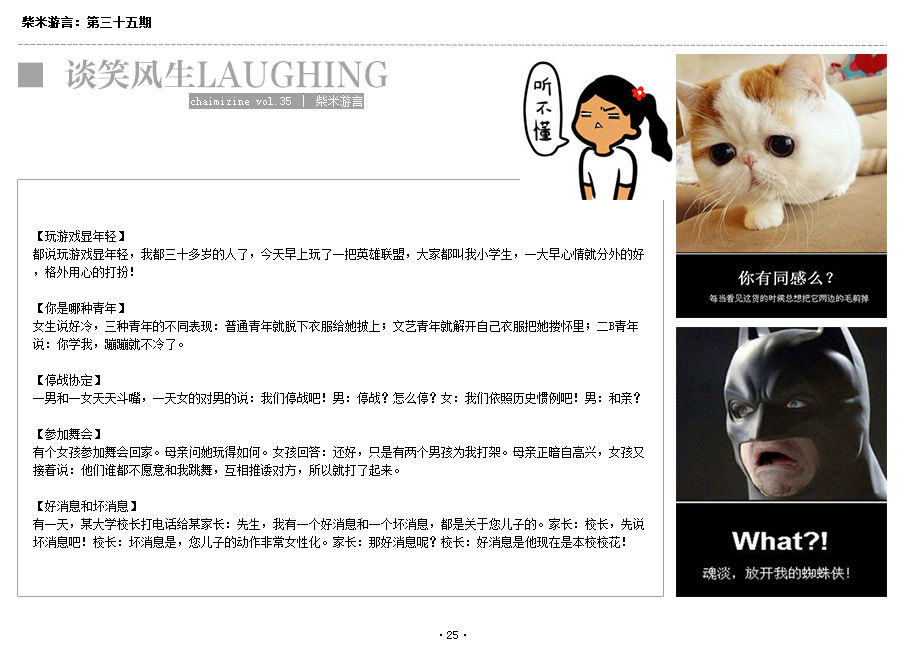 柴米游言：第三十五期
谈笑风生LAUGHING
chaimizine vol.35 ｜ 柴米游言
听
不
懂
【玩游戏显年轻】
都说玩游戏显年轻，我都三十多岁的人了，今天早上玩了一把英雄联盟，大家都叫我小学生，一大早心情就分外的好
，格外用心的打扮！
【你是哪种青年】
女生说好冷，三种青年的不同表现：普通青年就脱下衣服给她披上；文艺青年就解开自己衣服把她搂怀里；二B青年
说：你学我，蹦蹦就不冷了。
【停战协定】
一男和一女天天斗嘴，一天女的对男的说：我们停战吧！男：停战？怎么停？女：我们依照历史惯例吧！男：和亲？
【参加舞会】
有个女孩参加舞会回家。母亲问她玩得如何。女孩回答：还好，只是有两个男孩为我打架。母亲正暗自高兴，女孩又
接着说：他们谁都不愿意和我跳舞，互相推诿对方，所以就打了起来。
【好消息和坏消息】
有一天，某大学校长打电话给某家长：先生，我有一个好消息和一个坏消息，都是关于您儿子的。家长：校长，先说
坏消息吧！校长：坏消息是，您儿子的动作非常女性化。家长：那好消息呢？校长：好消息是他现在是本校校花！
你有同感么？
每当看见这货的时候总想把它两边的毛剪掉
What?!
魂淡，放开我的蜘蛛侠！
·25·